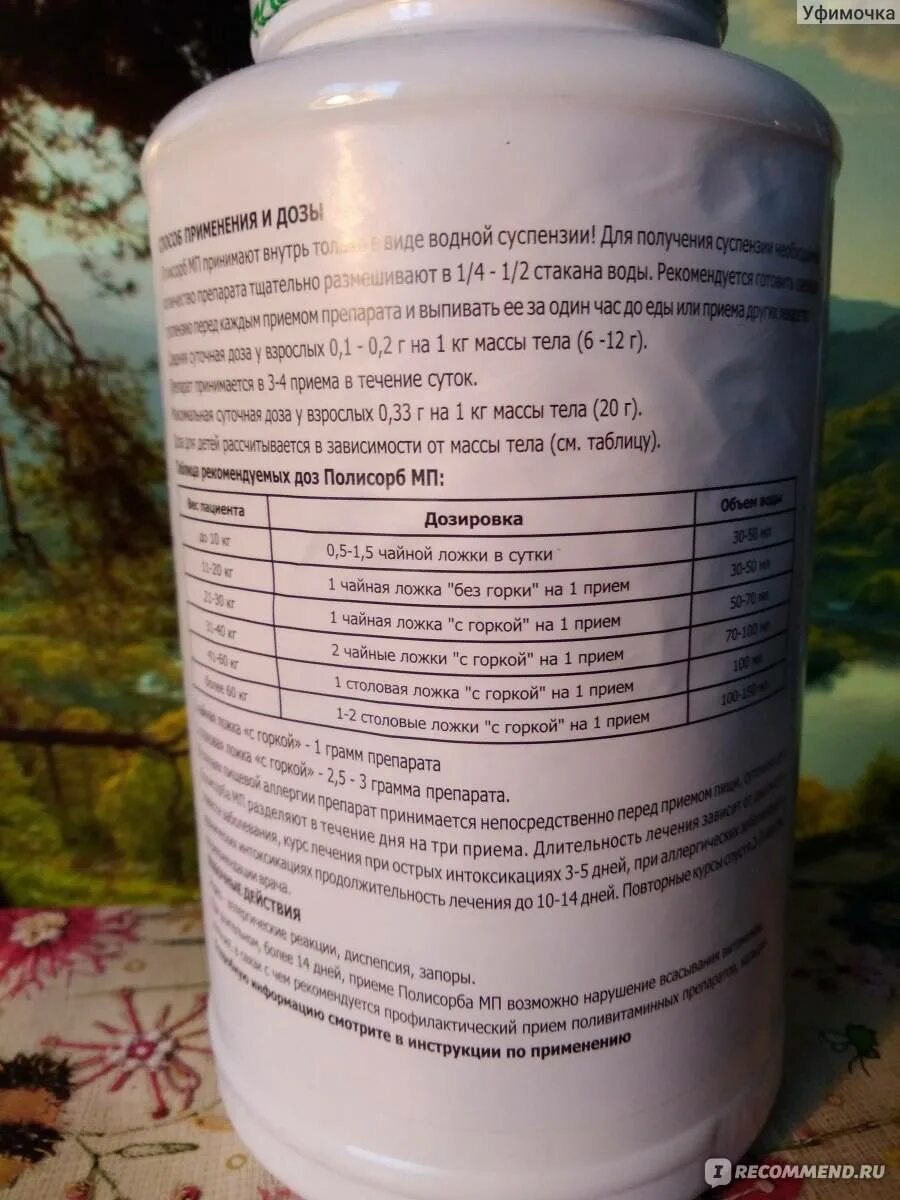 Уфимочка
СПОСОБ ПРИМЕНЕНИЯ И ДОЗЫ
Полисорб МП принимают внутрь только в виде водной суспензии! Для получения суспензии необходимое
количество препарата тщательно размешивают в 1/4 - 1/2 стакана воды. Рекомендуется готовить свежую
суспензию перед каждым приемом препарата и выпивать ее за один час до еды или приема других лекарств
Средняя суточная доза у взрослых 0,1 - 0,2 г на 1 кг массы тела (6 -12 г).
Препарат принимается в 3-4 приема в течение суток.
Максимальная суточная доза у взрослых 0,33 г на 1 кг массы тела (20 г).
Доза для детей рассчитывается в зависимости от массы тела (см. таблицу).
Таблица рекомендуемых доз Полисорб МП:
Вес пациента Дозировка Объем воды
до 10 кг 0,5-1,5 чайной ложки в сутки 30-50 мл
11-20 кг 1 чайная ложка "без горки" на 1 прием 30-50 мл
21-30 кг 1 чайная ложка "с горкой" на 1 прием 50-70 мл
31-40 кг 2 чайные ложки "с горкой" на 1 прием 70-100 мл
41-60 кг 1 столовая ложка "с горкой" на 1 прием 100 мл
более 60 кг 1-2 столовые ложки "с горкой" на 1 прием 100-150 мл
чайная ложка «с горкой» - 1 грамм препарата
ложка «с горкой» - 2,5 - 3 грамма препарата.
пищевой аллергии препарат принимается непосредственно перед приемом пищи,
Полисорба МП разделяют в течение дня на три приема. Длительность лечения зависит от
заболевания, курс лечения при острых интоксикациях 3-5 дней, при аллергических
интоксикациях продолжительность лечения до 10-14 дней. Повторные курсы спустя
врача.
ДЕЙСТВИЯ
аллергические реакции, диспепсия, запоры.
более 14 дней, приеме Полисорба МП возможно нарушение всасывания витаминов,
в связи с чем рекомендуется профилактический прием поливитаминных препаратов,
информацию смотрите в инструкции по применению
IRECOMMEND.RU